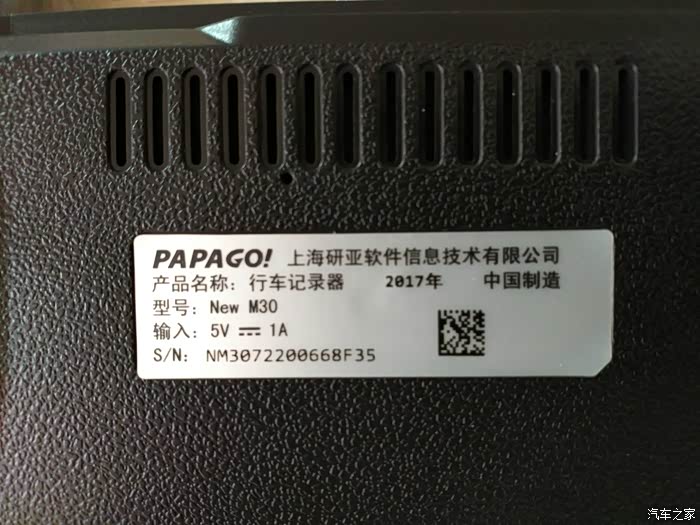 PAPAGO! 上海研亚软件信息技术有限公司
产品名称: 行车记录器 2017年 中国制造
型号: New M30
输入: 5V ⎓ 1A
S/N: NM3072200668F35
汽车之家